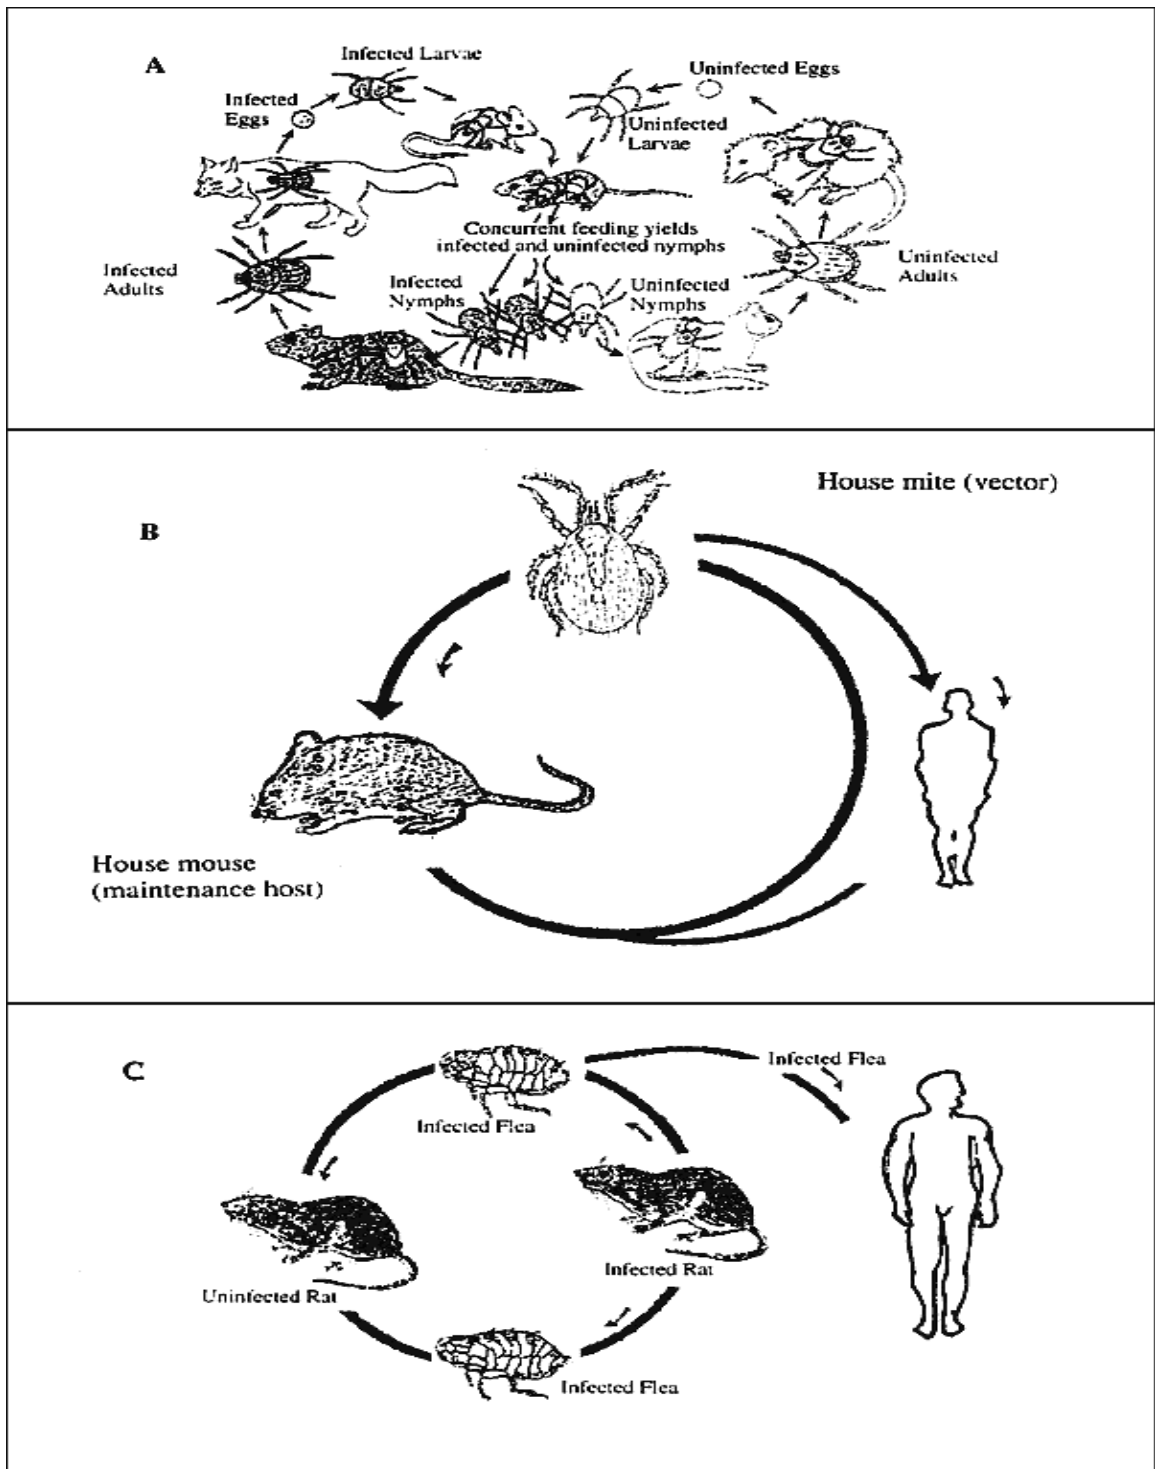 A
Infected Larvae
Infected
Eggs
Uninfected Eggs
Uninfected
Larvae
Concurrent feeding yields
infected and uninfected nymphs
Infected
Adults
Infected
Nymphs
Uninfected
Nymphs
Uninfected
Adults
B
House mite (vector)
House mouse
(maintenance host)
C
Infected Flea
Infected Flea
Infected Rat
Uninfected Rat
Infected Flea